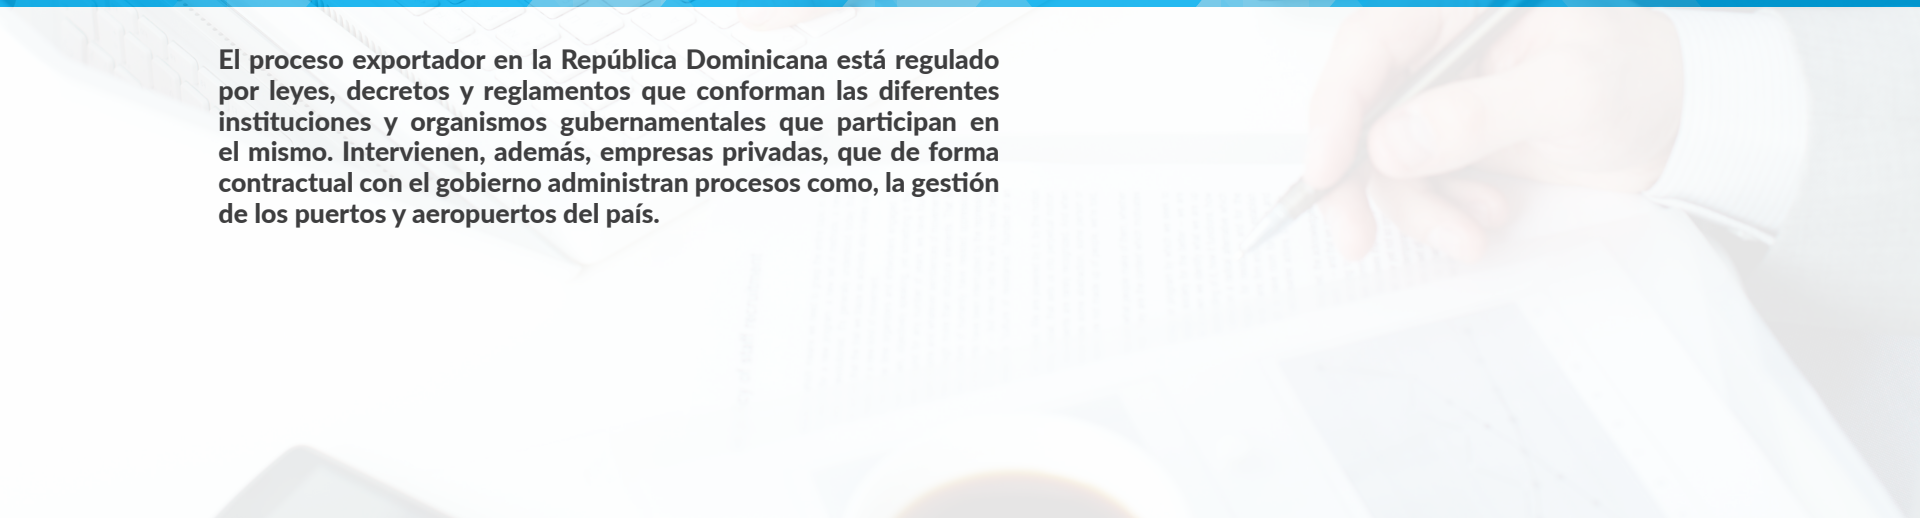 El proceso exportador en la República Dominicana está regulado
por leyes, decretos y reglamentos que conforman las diferentes
instituciones y organismos gubernamentales que participan en
el mismo. Intervienen, además, empresas privadas, que de forma
contractual con el gobierno administran procesos como, la gestión
de los puertos y aeropuertos del país.